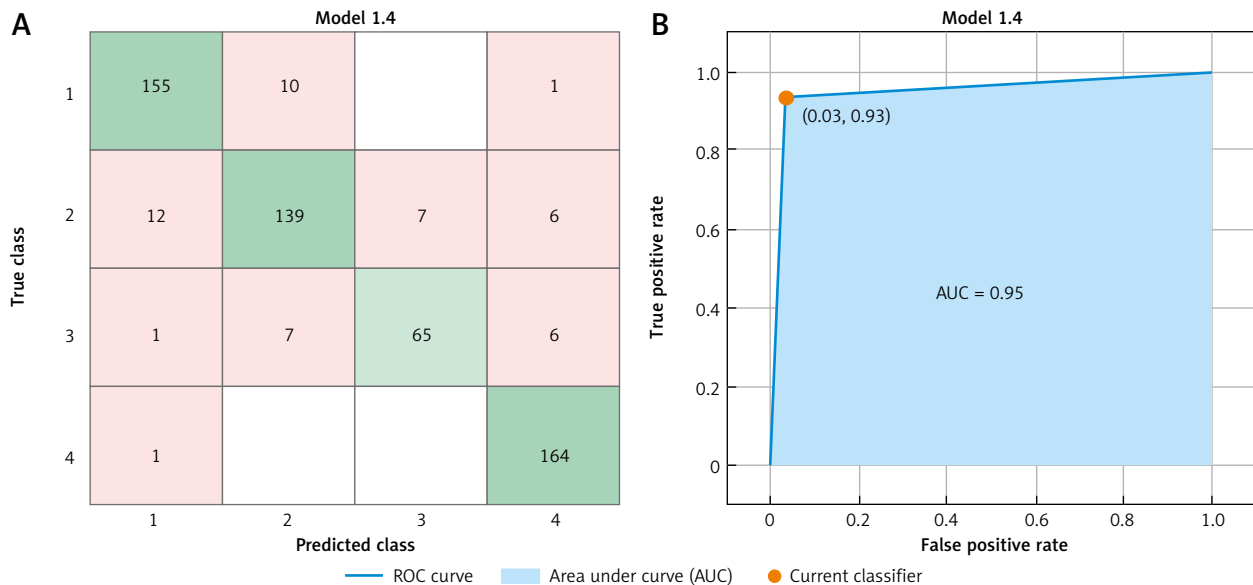 A
Model 1.4
True class
1
155
10
1
2
12
139
7
6
3
1
7
65
6
4
1
164
1
2
3
4
Predicted class
B
Model 1.4
True positive rate
1.0
0.8
0.6
0.4
0.2
0
(0.03, 0.93)
AUC = 0.95
0
0.2
0.4
0.6
0.8
1.0
False positive rate
ROC curve
Area under curve (AUC)
Current classifier